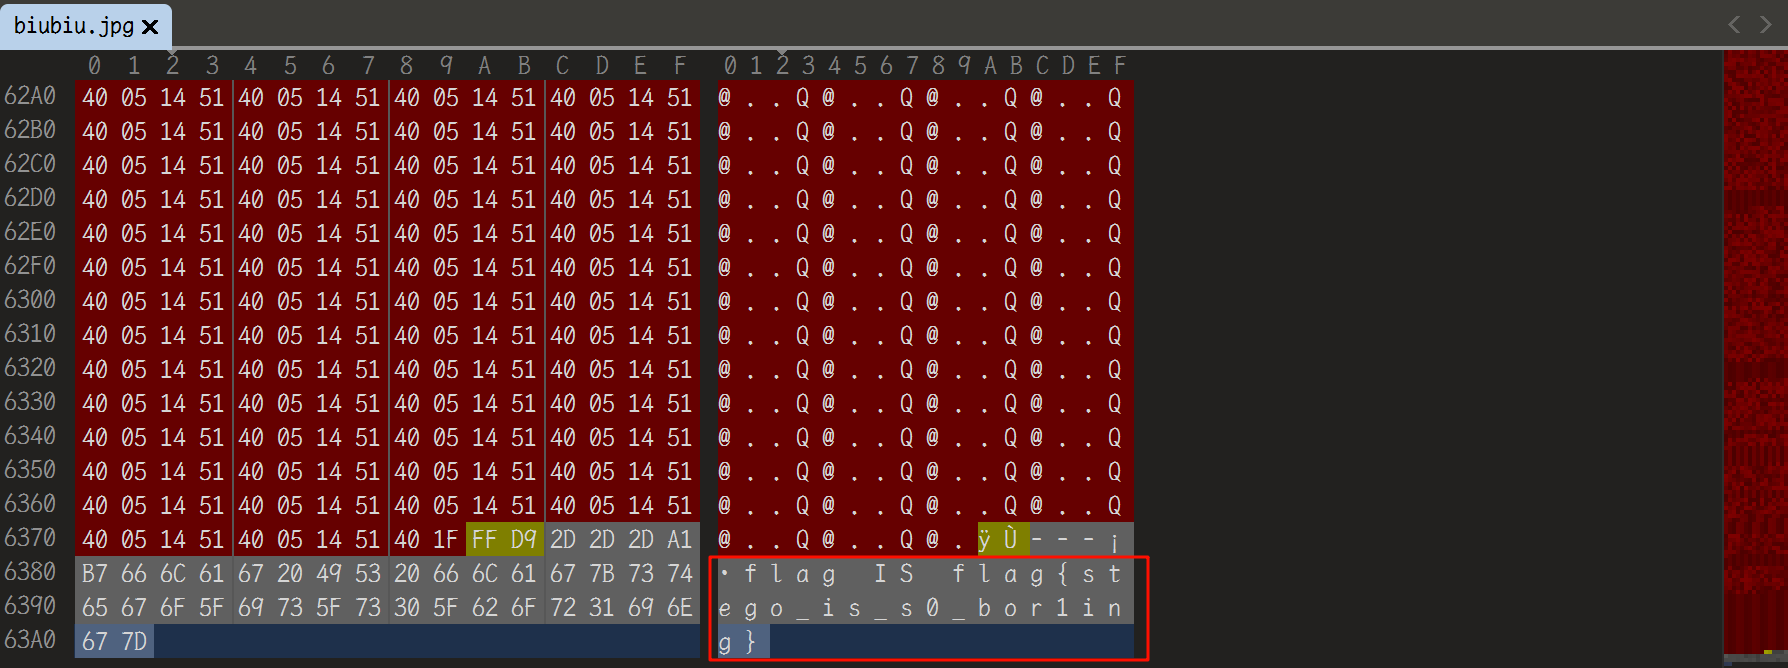 biubiu.jpg
0 1 2 3 4 5 6 7 8 9 A B C D E F 0 1 2 3 4 5 6 7 8 9 A B C D E F
62A0 40 05 14 51 40 05 14 51 40 05 14 51 40 05 14 51 @..Q@..Q@..Q@..Q
62B0 40 05 14 51 40 05 14 51 40 05 14 51 40 05 14 51 @..Q@..Q@..Q@..Q
62C0 40 05 14 51 40 05 14 51 40 05 14 51 40 05 14 51 @..Q@..Q@..Q@..Q
62D0 40 05 14 51 40 05 14 51 40 05 14 51 40 05 14 51 @..Q@..Q@..Q@..Q
62E0 40 05 14 51 40 05 14 51 40 05 14 51 40 05 14 51 @..Q@..Q@..Q@..Q
62F0 40 05 14 51 40 05 14 51 40 05 14 51 40 05 14 51 @..Q@..Q@..Q@..Q
6300 40 05 14 51 40 05 14 51 40 05 14 51 40 05 14 51 @..Q@..Q@..Q@..Q
6310 40 05 14 51 40 05 14 51 40 05 14 51 40 05 14 51 @..Q@..Q@..Q@..Q
6320 40 05 14 51 40 05 14 51 40 05 14 51 40 05 14 51 @..Q@..Q@..Q@..Q
6330 40 05 14 51 40 05 14 51 40 05 14 51 40 05 14 51 @..Q@..Q@..Q@..Q
6340 40 05 14 51 40 05 14 51 40 05 14 51 40 05 14 51 @..Q@..Q@..Q@..Q
6350 40 05 14 51 40 05 14 51 40 05 14 51 40 05 14 51 @..Q@..Q@..Q@..Q
6360 40 05 14 51 40 05 14 51 40 05 14 51 40 05 14 51 @..Q@..Q@..Q@..Q
6370 40 05 14 51 40 05 14 51 40 1F FF D9 2D 2D 2D A1 @..Q@..Q@.ÿÙ---¡
6380 B7 66 6C 61 67 20 49 53 20 66 6C 61 67 7B 73 74 ·flag IS flag{st
6390 65 67 6F 5F 69 73 5F 73 30 5F 62 6F 72 31 69 6E ego_is_s0_bor1in
63A0 67 7D g}